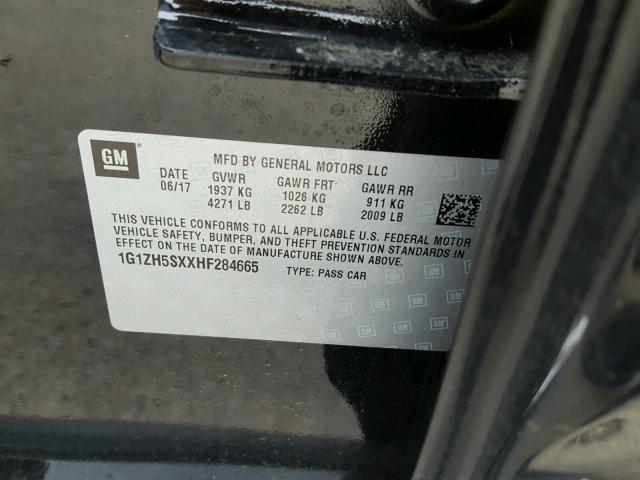 GM
MFD BY GENERAL MOTORS LLC
DATE GVWR GAWR FRT GAWR RR
06/17 1937 KG 1026 KG 911 KG
4271 LB 2262 LB 2009 LB
THIS VEHICLE CONFORMS TO ALL APPLICABLE U.S. FEDERAL MOTOR
VEHICLE SAFETY, BUMPER, AND THEFT PREVENTION STANDARDS IN
EFFECT ON THE DATE OF MANUFACTURE SHOWN ABOVE.
1G1ZH5SXXHF284665 TYPE: PASS CAR